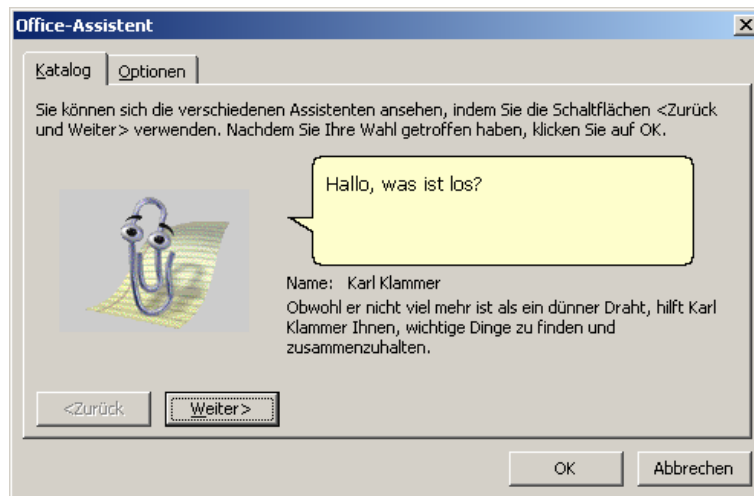 Office-Assistent
Katalog Optionen
Sie können sich die verschiedenen Assistenten ansehen, indem Sie die Schaltflächen <Zurück
und Weiter> verwenden. Nachdem Sie Ihre Wahl getroffen haben, klicken Sie auf OK.
Hallo, was ist los?
Name: Karl Klammer
Obwohl er nicht viel mehr ist als ein dünner Draht, hilft Karl
Klammer Ihnen, wichtige Dinge zu finden und
zusammenzuhalten.
<Zurück Weiter>
OK Abbrechen